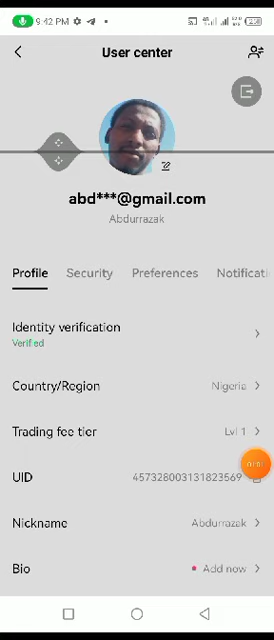 9:42 PM
User center
abd***@gmail.com
Abdurrazak
Profile Security Preferences Notificati
Identity verification
Verified
Country/Region Nigeria
Trading fee tier Lvl 1
UID 457328003131823569
Nickname Abdurrazak
Bio Add now